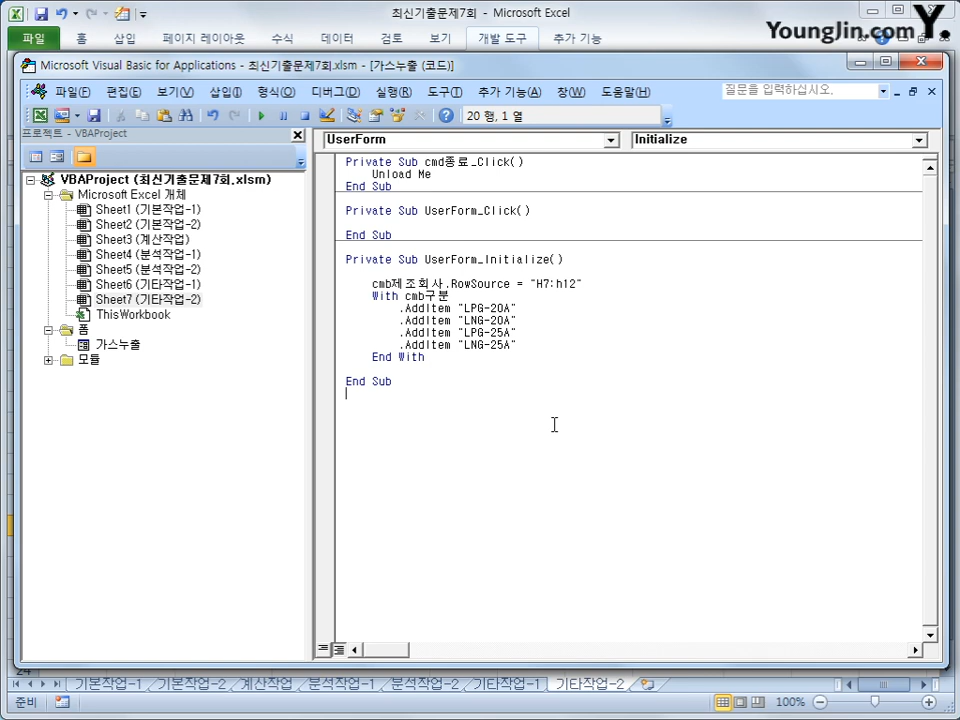 최신기출문제7회 - Microsoft Excel
YoungJin.com Y.
파일 홈 삽입 페이지 레이아웃 수식 데이터 검토 보기 개발 도구 추가 기능
Microsoft Visual Basic for Applications - 최신기출문제7회.xlsm - [가스누출 (코드)]
파일(F) 편집(E) 보기(V) 삽입(I) 형식(O) 디버그(D) 실행(R) 도구(T) 추가 기능(A) 창(W) 도움말(H) 질문을 입력하십시오.
20 행, 1 열
프로젝트 - VBAProject
UserForm Initialize
VBAProject (최신기출문제7회.xlsm)
Microsoft Excel 개체
Sheet1 (기본작업-1)
Sheet2 (기본작업-2)
Sheet3 (계산작업)
Sheet4 (분석작업-1)
Sheet5 (분석작업-2)
Sheet6 (기타작업-1)
Sheet7 (기타작업-2)
ThisWorkbook
폼
가스누출
모듈
Private Sub cmd종료_Click()
Unload Me
End Sub
Private Sub UserForm_Click()
End Sub
Private Sub UserForm_Initialize()
cmb제조회사.RowSource = "H7:h12"
With cmb구분
.AddItem "LPG-20A"
.AddItem "LNG-20A"
.AddItem "LPG-25A"
.AddItem "LNG-25A"
End With
End Sub
기본작업-1 기본작업-2 계산작업 분석작업-1 분석작업-2 기타작업-1 기타작업-2
준비 100%